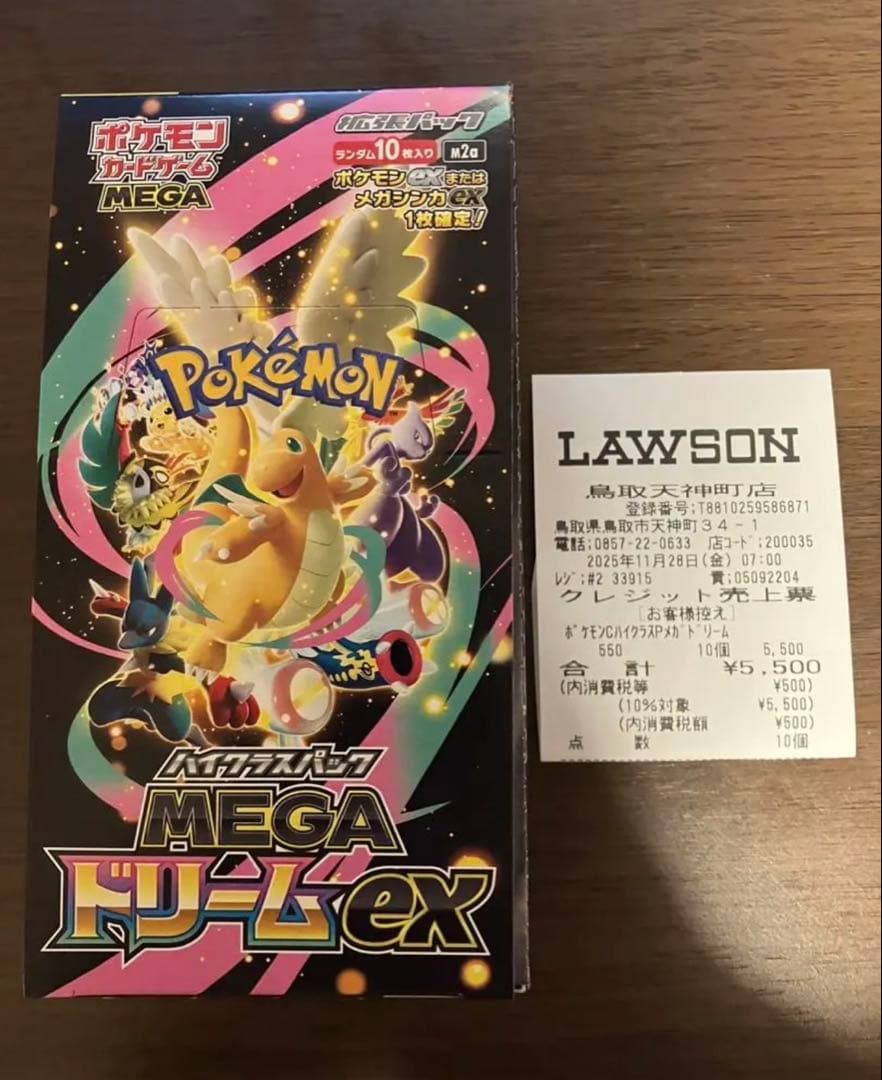 ポケモン
カードゲーム
MEGA
拡張パック
ランダム10枚入り
M2a
ポケモンexまたは
メガシンカex
1枚確定!
POKÉMON
ハイクラスパック
MEGA
ドリームex
LAWSON
鳥取天神町店
登録番号;T8810259586871
鳥取県鳥取市天神町34-1
電話;0857-22-0633 店コード;200035
2025年11月28日(金) 07:00
レジ;#2 33915 責;05092204
クレジット売上票
[お客様控え]
ポケモンCハイクラスPメガドリーム
550 10個 5,500
合計 ¥5,500
(内消費税等 ¥500)
(10%対象 ¥5,500)
(内消費税額 ¥500)
点数 10個